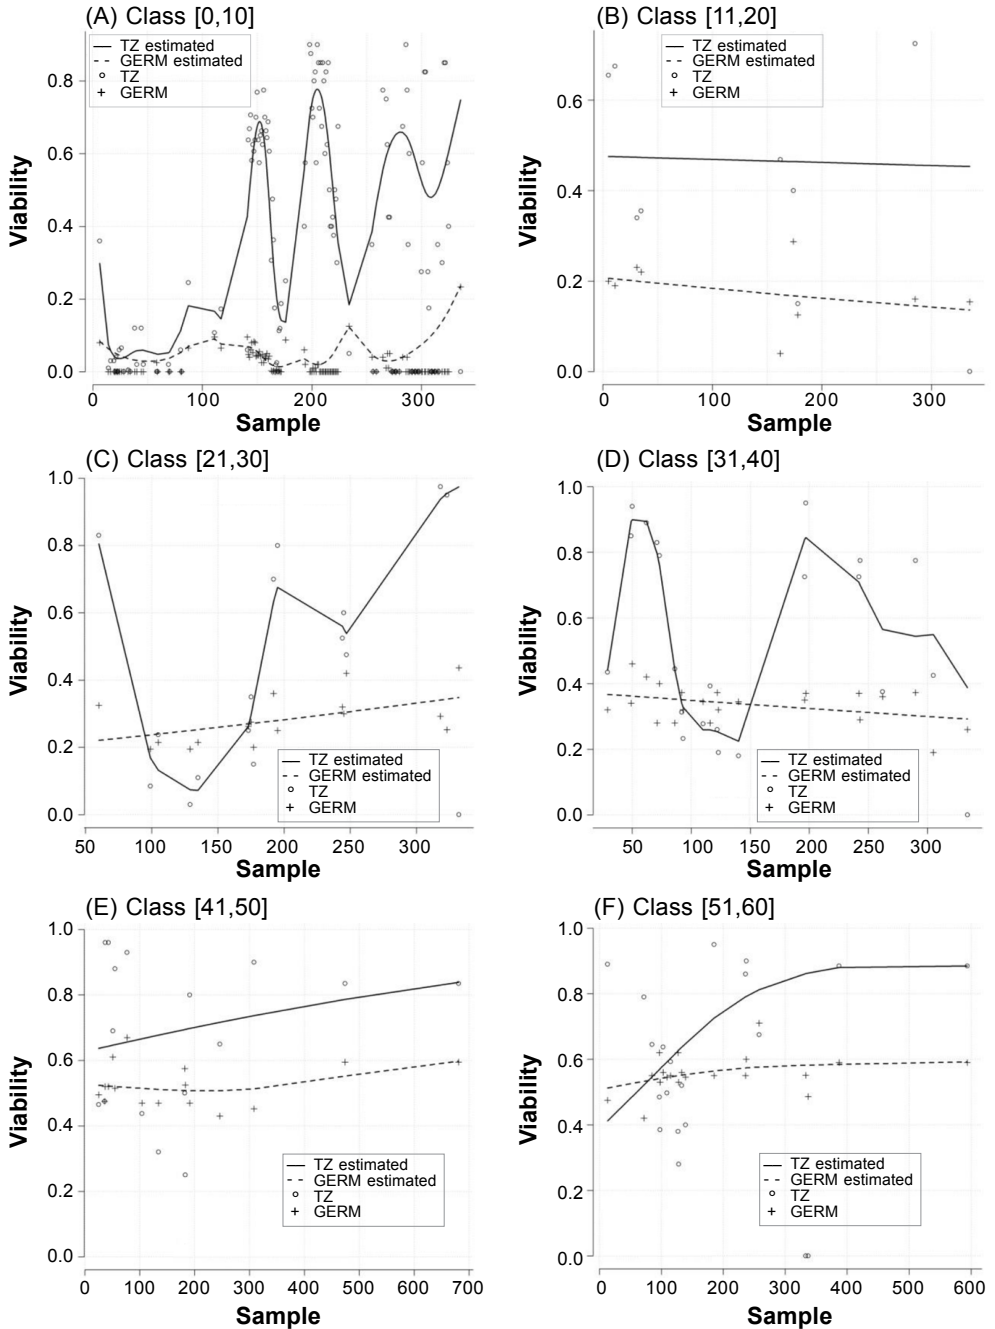 (A) Class [0,10]
TZ estimated
GERM estimated
TZ
GERM
Viability
0.8
0.6
0.4
0.2
0.0
0 100 200 300
Sample
(B) Class [11,20]
TZ estimated
GERM estimated
TZ
GERM
Viability
0.6
0.4
0.2
0.0
0 100 200 300
Sample
(C) Class [21,30]
Viability
1.0
0.8
0.6
0.4
0.2
0.0
TZ estimated
GERM estimated
TZ
GERM
50 100 150 200 250 300
Sample
(D) Class [31,40]
Viability
1.0
0.8
0.6
0.4
0.2
0.0
TZ estimated
GERM estimated
TZ
GERM
50 100 150 200 250 300
Sample
(E) Class [41,50]
Viability
1.0
0.8
0.6
0.4
0.2
0.0
TZ estimated
GERM estimated
TZ
GERM
0 100 200 300 400 500 600 700
Sample
(F) Class [51,60]
Viability
1.0
0.8
0.6
0.4
0.2
0.0
TZ estimated
GERM estimated
TZ
GERM
0 100 200 300 400 500 600
Sample